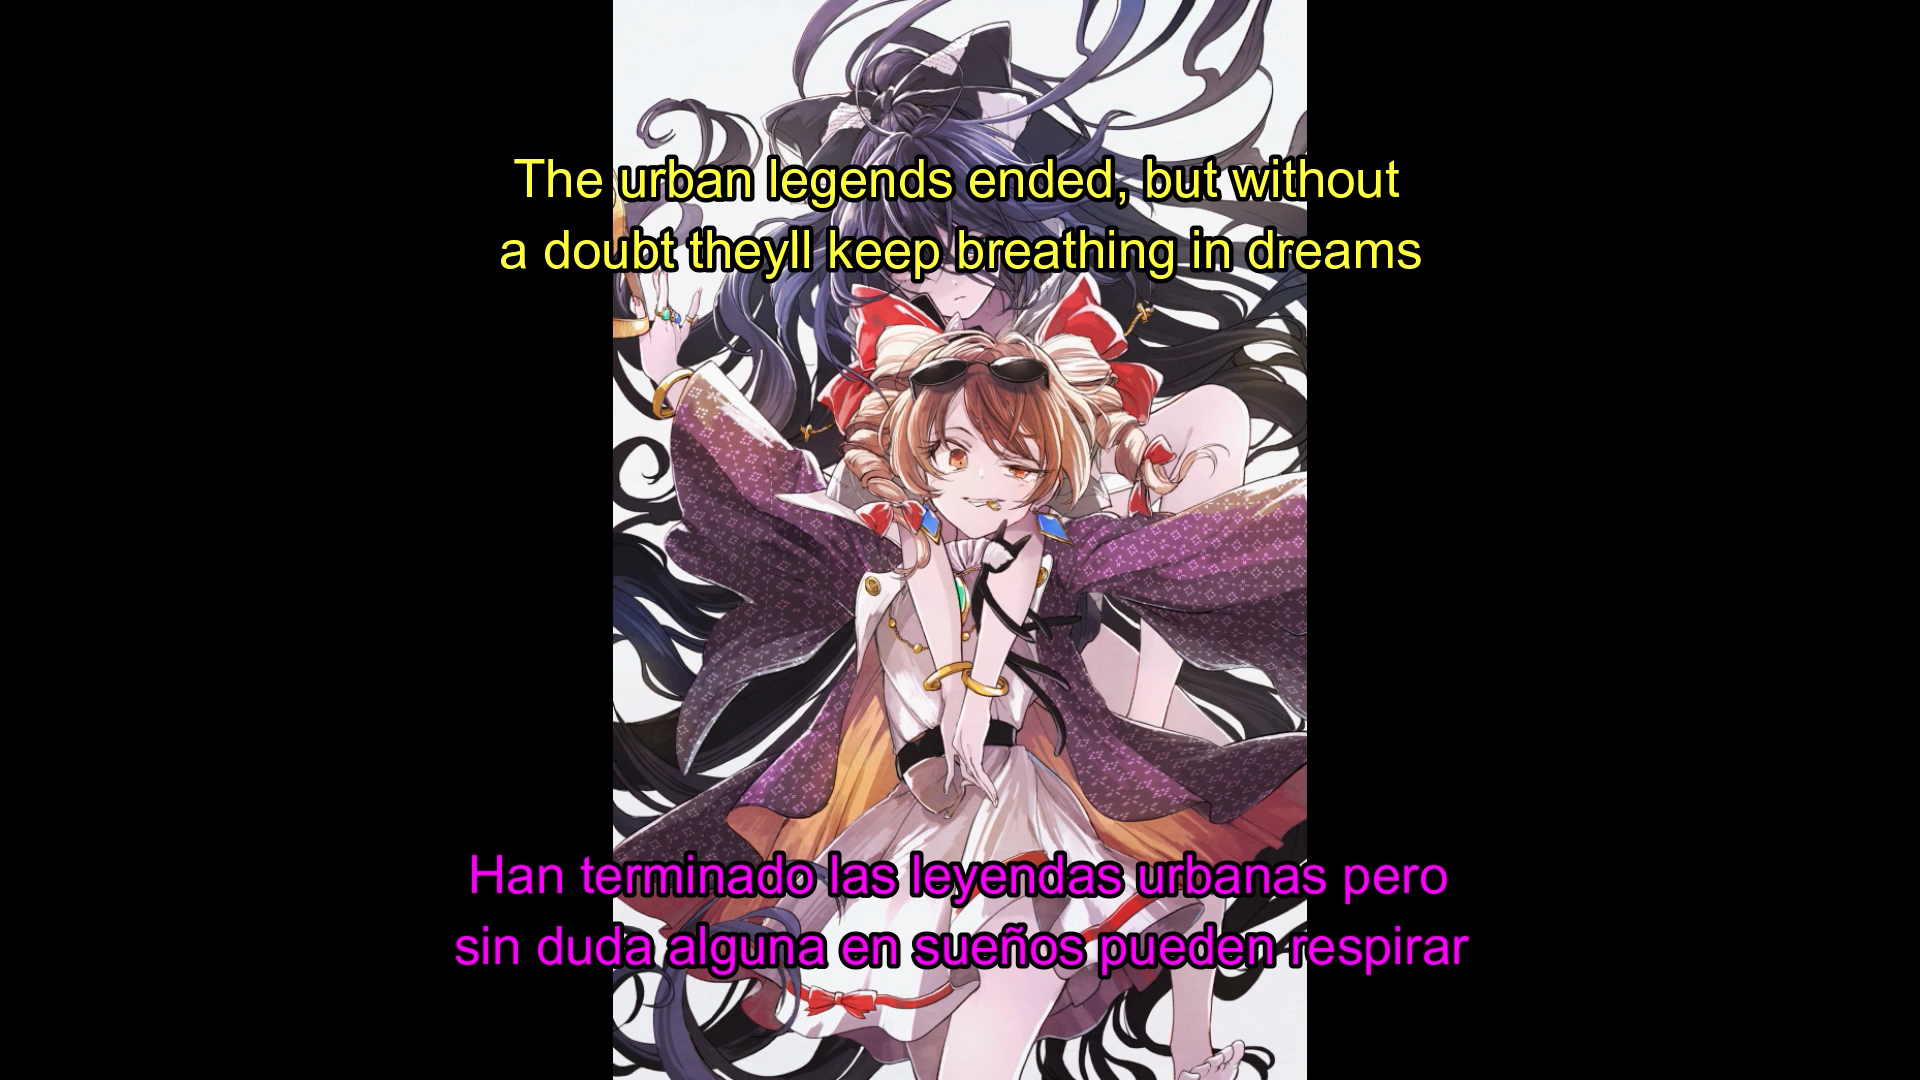 The urban legends ended, but without
a doubt theyll keep breathing in dreams
Han terminado las leyendas urbanas pero
sin duda alguna en sueños pueden respirar